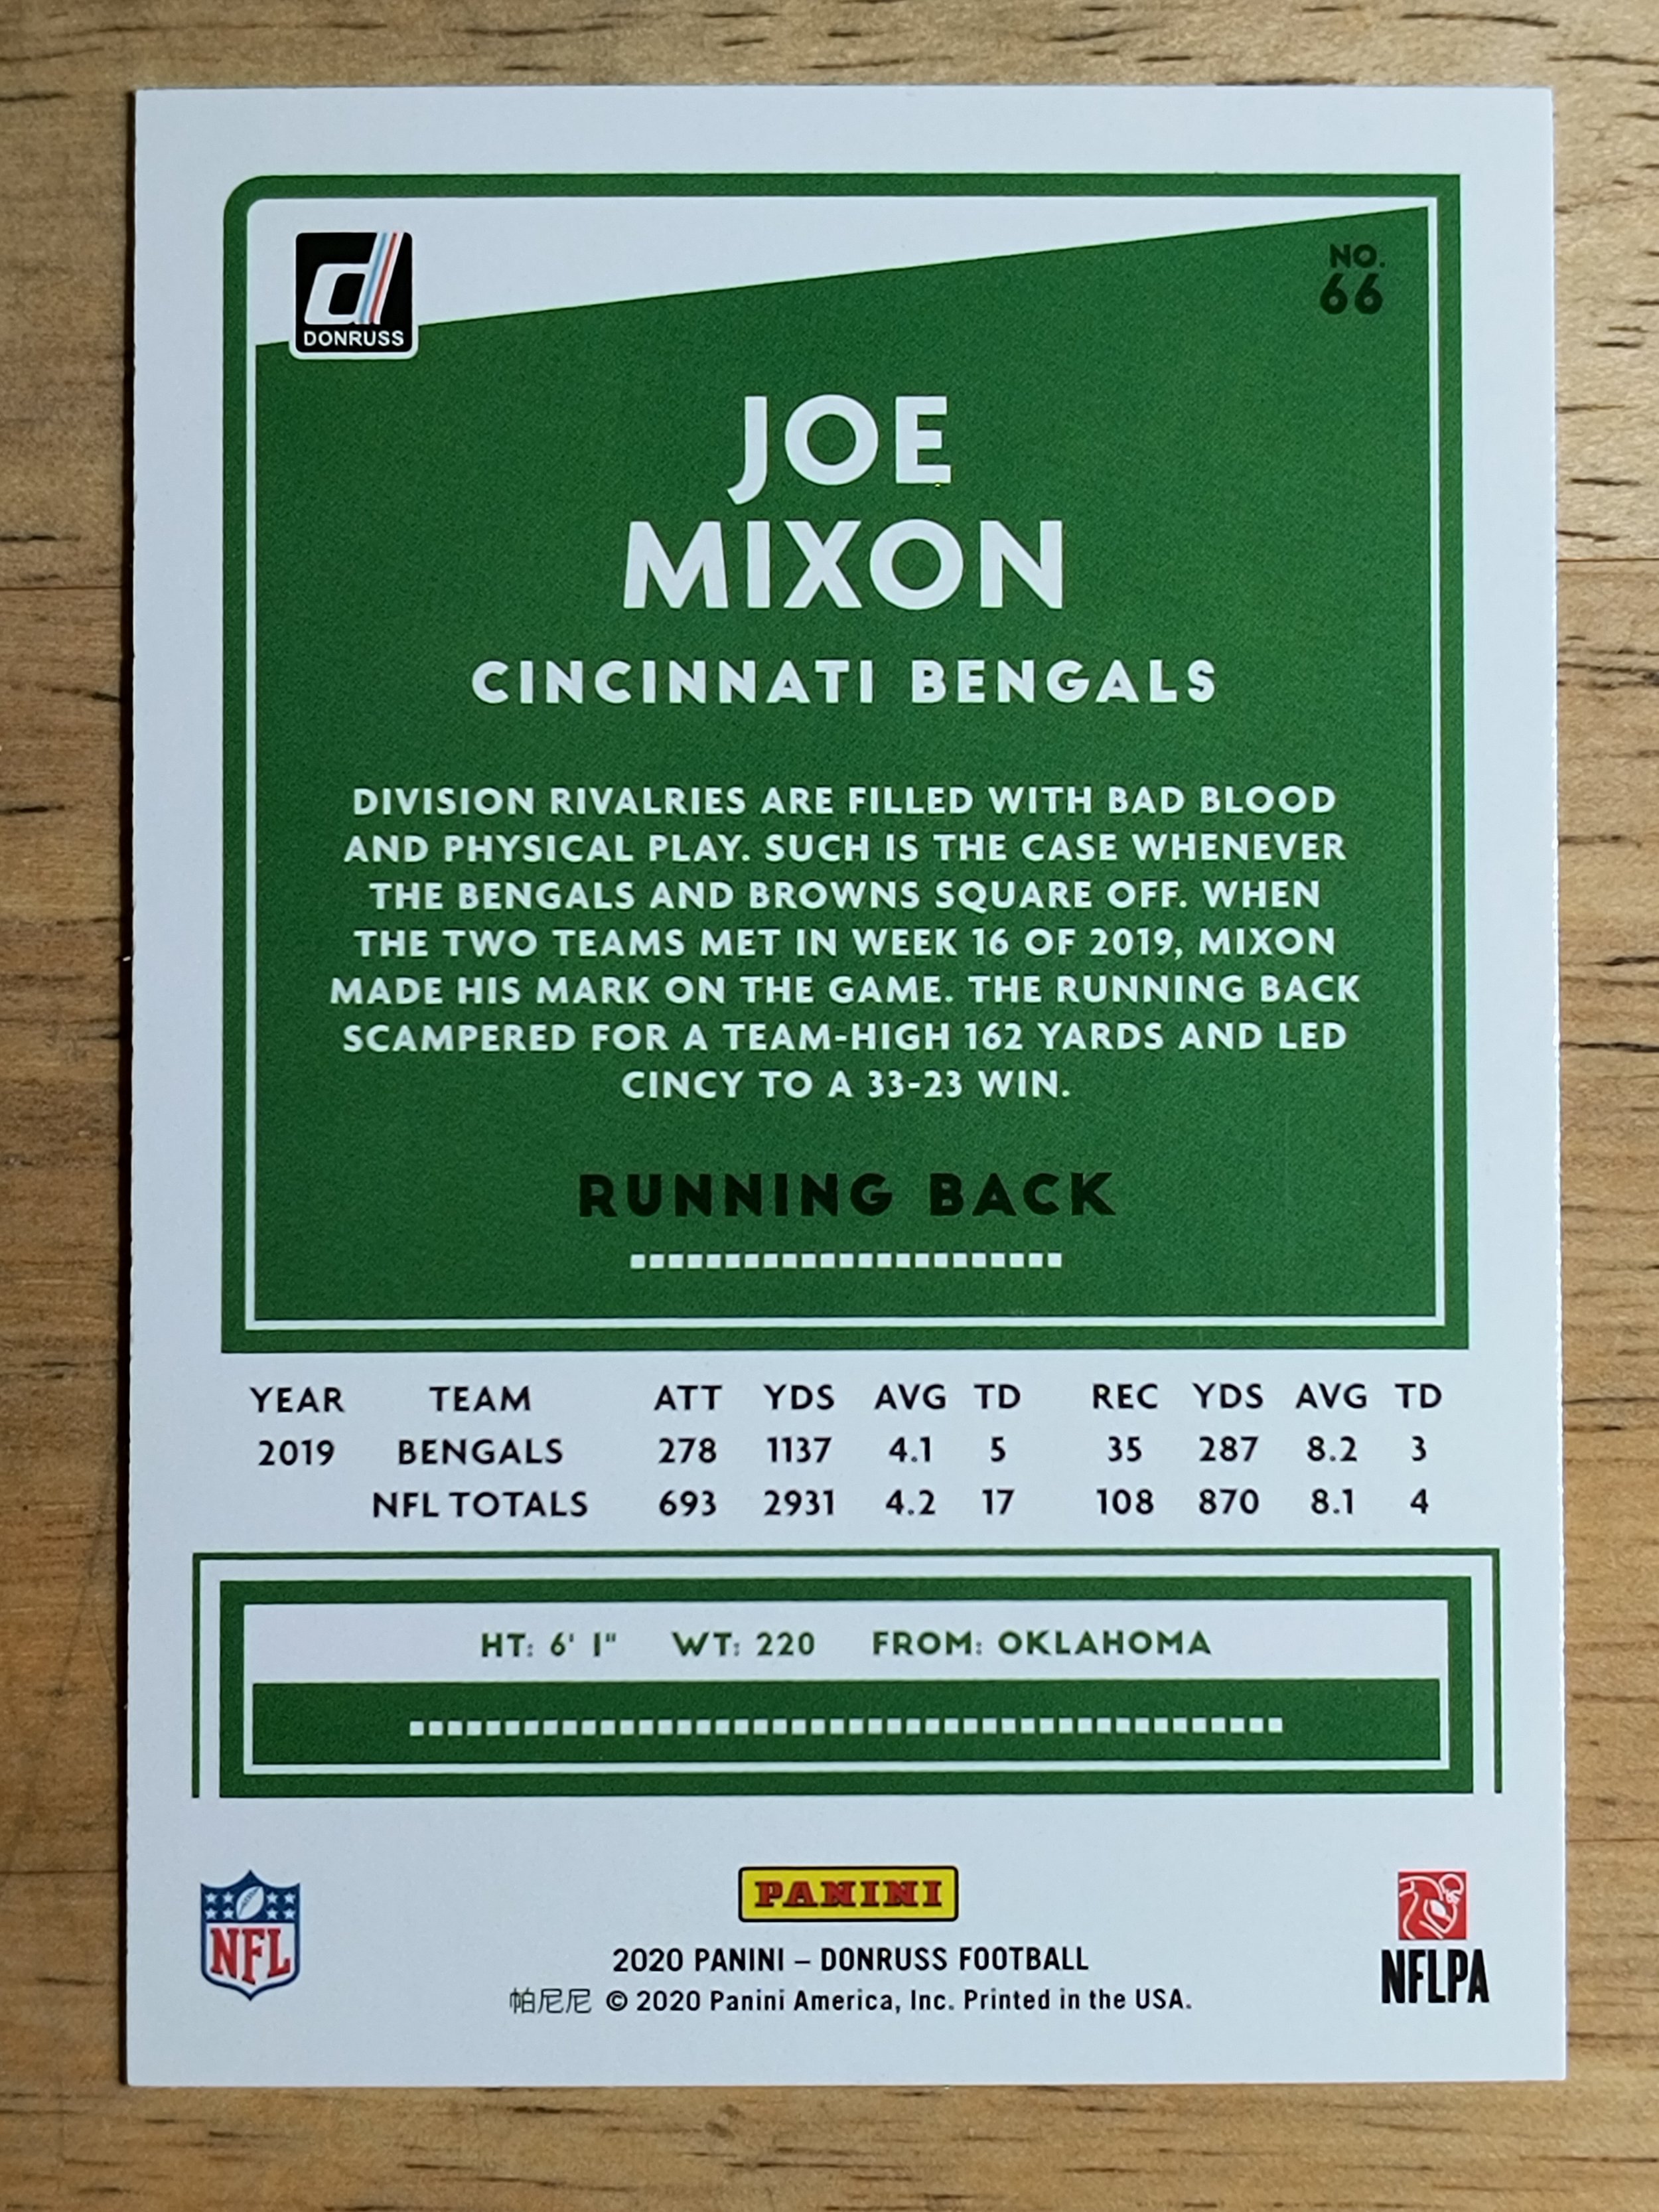 DONRUSS
NO.
66
JOE
MIXON
CINCINNATI BENGALS
DIVISION RIVALRIES ARE FILLED WITH BAD BLOOD
AND PHYSICAL PLAY. SUCH IS THE CASE WHENEVER
THE BENGALS AND BROWNS SQUARE OFF. WHEN
THE TWO TEAMS MET IN WEEK 16 OF 2019, MIXON
MADE HIS MARK ON THE GAME. THE RUNNING BACK
SCAMPERED FOR A TEAM-HIGH 162 YARDS AND LED
CINCY TO A 33-23 WIN.
RUNNING BACK
YEAR TEAM ATT YDS AVG TD REC YDS AVG TD
2019 BENGALS 278 1137 4.1 5 35 287 8.2 3
NFL TOTALS 693 2931 4.2 17 108 870 8.1 4
HT: 6' 1" WT: 220 FROM: OKLAHOMA
NFL
PANINI
NFLPA
2020 PANINI – DONRUSS FOOTBALL
帕尼尼 © 2020 Panini America, Inc. Printed in the USA.